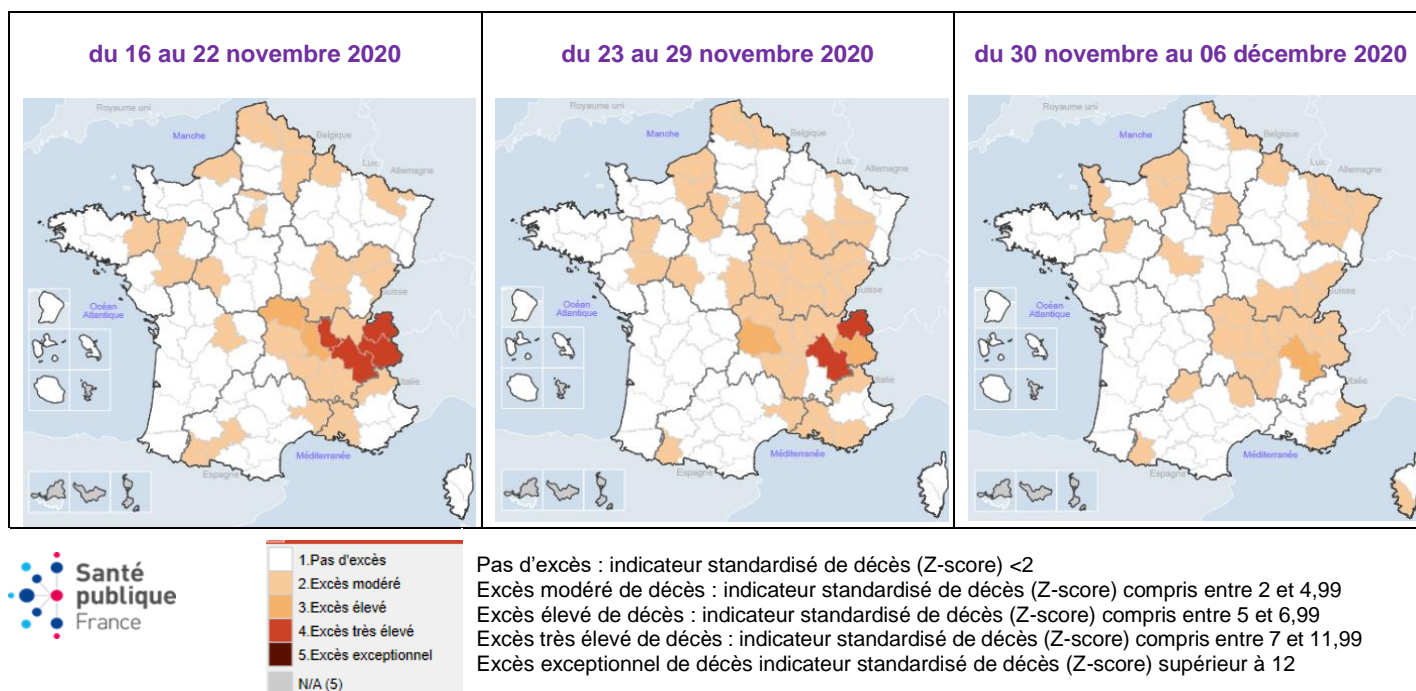 du 16 au 22 novembre 2020
du 23 au 29 novembre 2020
du 30 novembre au 06 décembre 2020
Royaume uni
Manche
Belgique
Lux.
Allemagne
Suisse
Océan
Atlantique
Italie
Méditerranée
Espagne
Royaume uni
Manche
Belgique
Lux.
Allemagne
Suisse
Océan
Atlantique
Italie
Méditerranée
Espagne
Royaume uni
Manche
Belgique
Lux.
Allemagne
Suisse
Océan
Atlantique
Italie
Méditerranée
Espagne
Santé
publique
France
1.Pas d'excès
2.Excès modéré
3.Excès élevé
4.Excès très élevé
5.Excès exceptionnel
N/A (5)
Pas d’excès : indicateur standardisé de décès (Z-score) <2
Excès modéré de décès : indicateur standardisé de décès (Z-score) compris entre 2 et 4,99
Excès élevé de décès : indicateur standardisé de décès (Z-score) compris entre 5 et 6,99
Excès très élevé de décès : indicateur standardisé de décès (Z-score) compris entre 7 et 11,99
Excès exceptionnel de décès indicateur standardisé de décès (Z-score) supérieur à 12